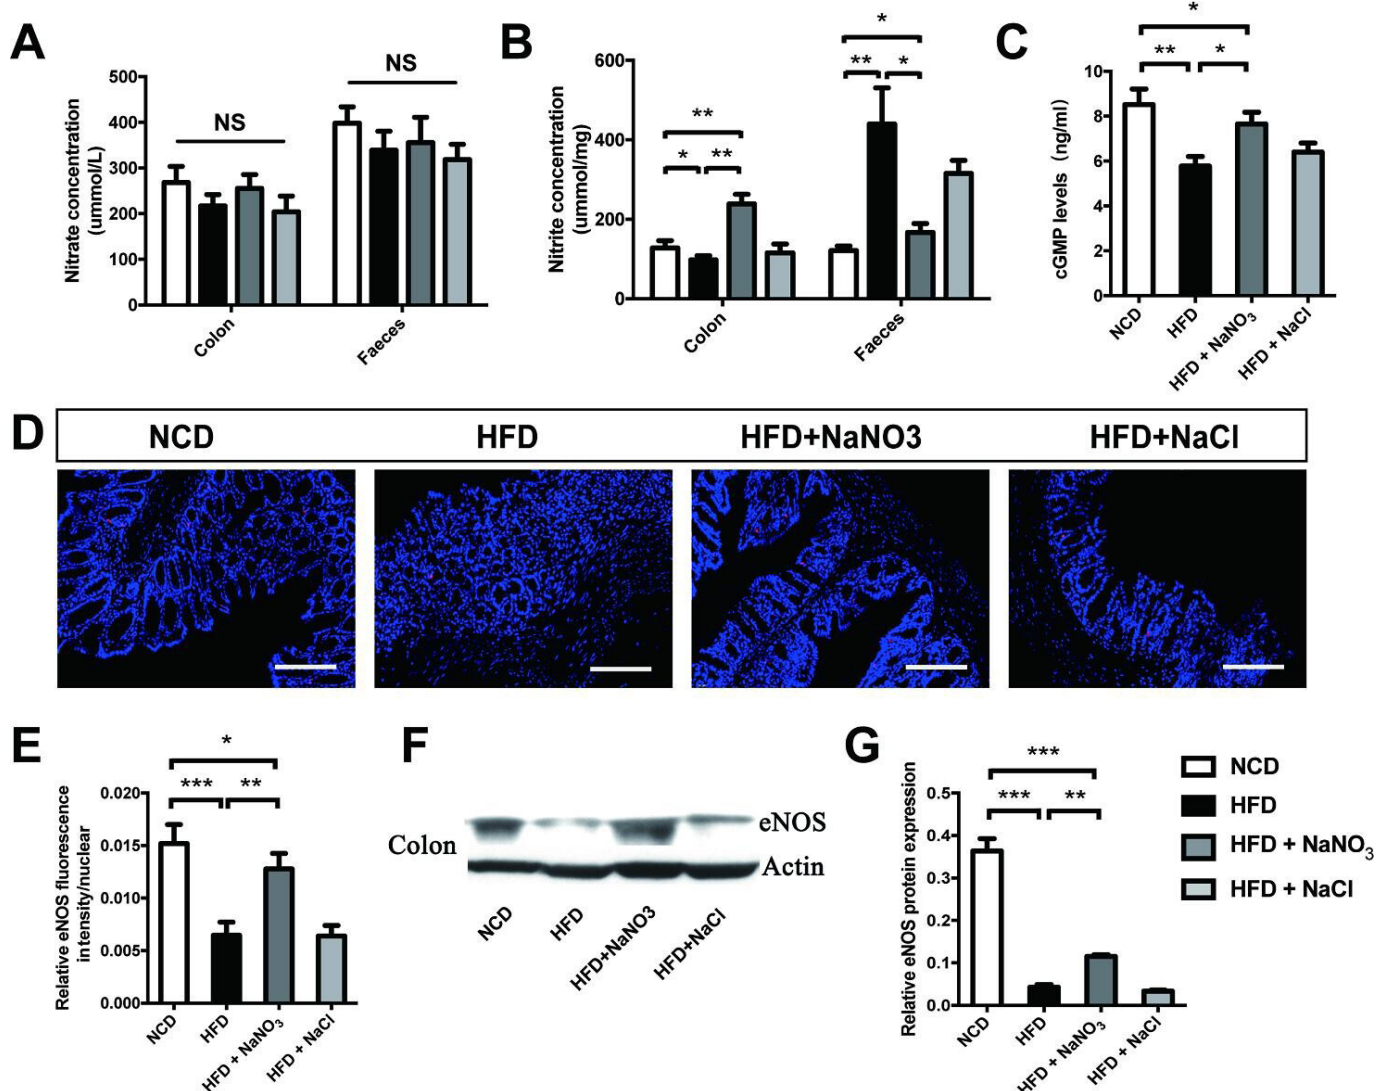 A
Nitrate concentration
(ummol/L)
500
400
300
200
100
0
NS
NS
Colon
Faeces
B
Nitrite concentration
(ummol/mg)
600
400
200
0
**
*
**
*
**
*
Colon
Faeces
C
cGMP levels (ng/ml)
10
8
6
4
2
0
*
**
*
NCD
HFD
HFD + NaNO3
HFD + NaCl
D
NCD
HFD
HFD+NaNO3
HFD+NaCl
E
Relative eNOS fluorescence
intensity/nuclear
0.020
0.015
0.010
0.005
0.000
*
***
**
NCD
HFD
HFD + NaNO3
HFD + NaCl
F
Colon
eNOS
Actin
NCD
HFD
HFD+NaNO3
HFD+NaCl
G
Relative eNOS protein expression
0.5
0.4
0.3
0.2
0.1
0.0
***
***
**
NCD
HFD
HFD + NaNO3
HFD + NaCl
NCD
HFD
HFD + NaNO3
HFD + NaCl